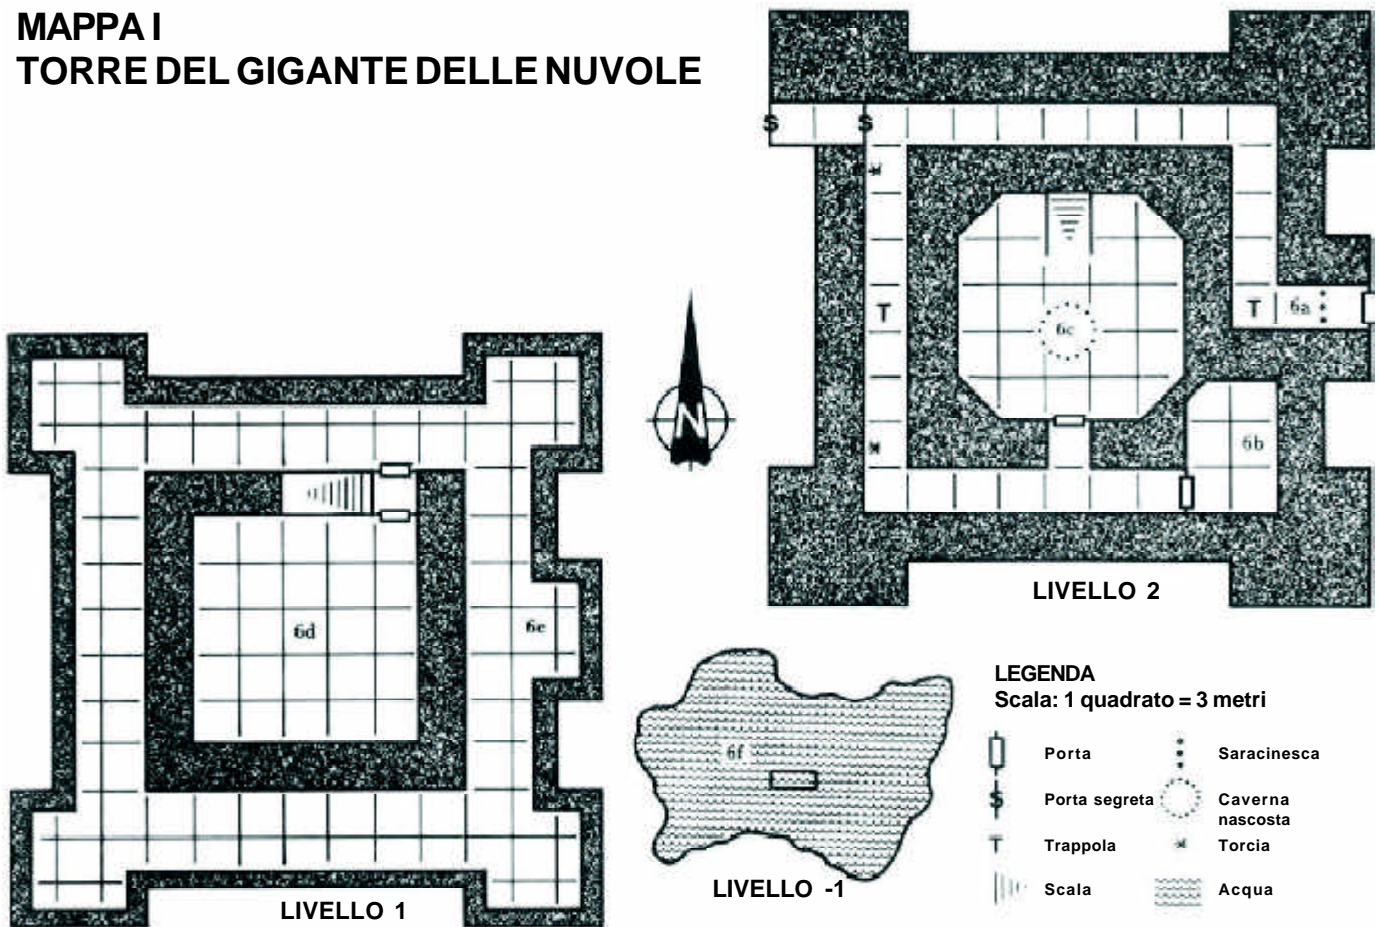 MAPPA I
TORRE DEL GIGANTE DELLE NUVOLE
S S
T
T 6a
6c
6b
N
LIVELLO 2
6d
6e
LIVELLO 1
6f
LIVELLO -1
LEGENDA
Scala: 1 quadrato = 3 metri
Porta
Saracinesca
S Porta segreta
Caverna
nascosta
T Trappola
Torcia
Scala
Acqua